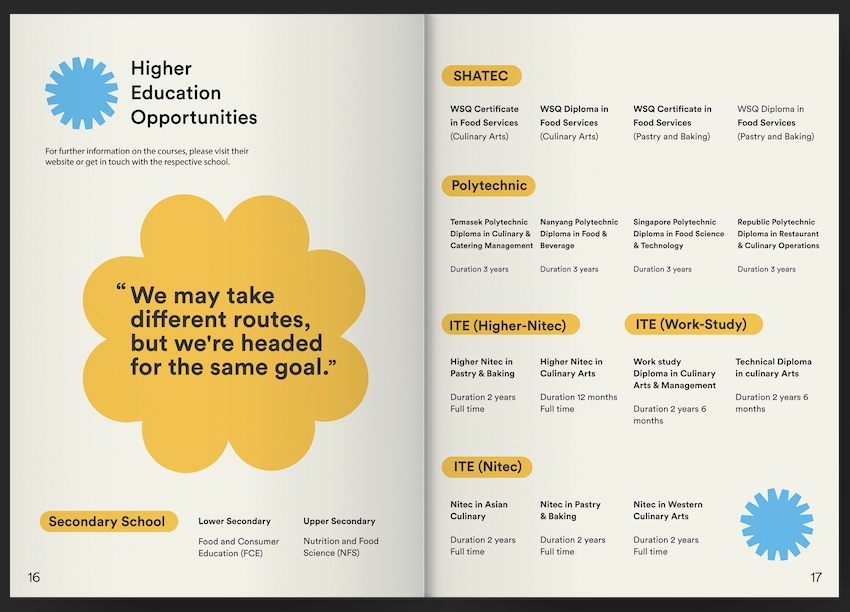 Higher
Education
Opportunities
For further information on the courses, please visit their
website or get in touch with the respective school.
“ We may take
different routes,
but we're headed
for the same goal.”
Secondary School
Lower Secondary
Food and Consumer
Education (FCE)
Upper Secondary
Nutrition and Food
Science (NFS)
16
SHATEC
WSQ Certificate
in Food Services
(Culinary Arts)
WSQ Diploma in
Food Services
(Culinary Arts)
WSQ Certificate in
Food Services
(Pastry and Baking)
WSQ Diploma in
Food Services
(Pastry and Baking)
Polytechnic
Temasek Polytechnic
Diploma in Culinary &
Catering Management
Duration 3 years
Nanyang Polytechnic
Diploma in Food &
Beverage
Duration 3 years
Singapore Polytechnic
Diploma in Food Science
& Technology
Duration 3 years
Republic Polytechnic
Diploma in Restaurant
& Culinary Operations
Duration 3 years
ITE (Higher-Nitec)
Higher Nitec in
Pastry & Baking
Duration 2 years
Full time
Higher Nitec in
Culinary Arts
Duration 12 months
Full time
ITE (Work-Study)
Work study
Diploma in Culinary
Arts & Management
Duration 2 years 6
months
Technical Diploma
in culinary Arts
Duration 2 years 6
months
ITE (Nitec)
Nitec in Asian
Culinary
Duration 2 years
Full time
Nitec in Pastry
& Baking
Duration 2 years
Full time
Nitec in Western
Culinary Arts
Duration 2 years
Full time
17